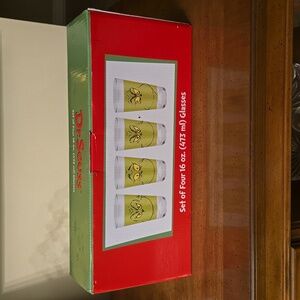 Dr. Seuss
Set of Four 16 oz. (473 ml) Glasses